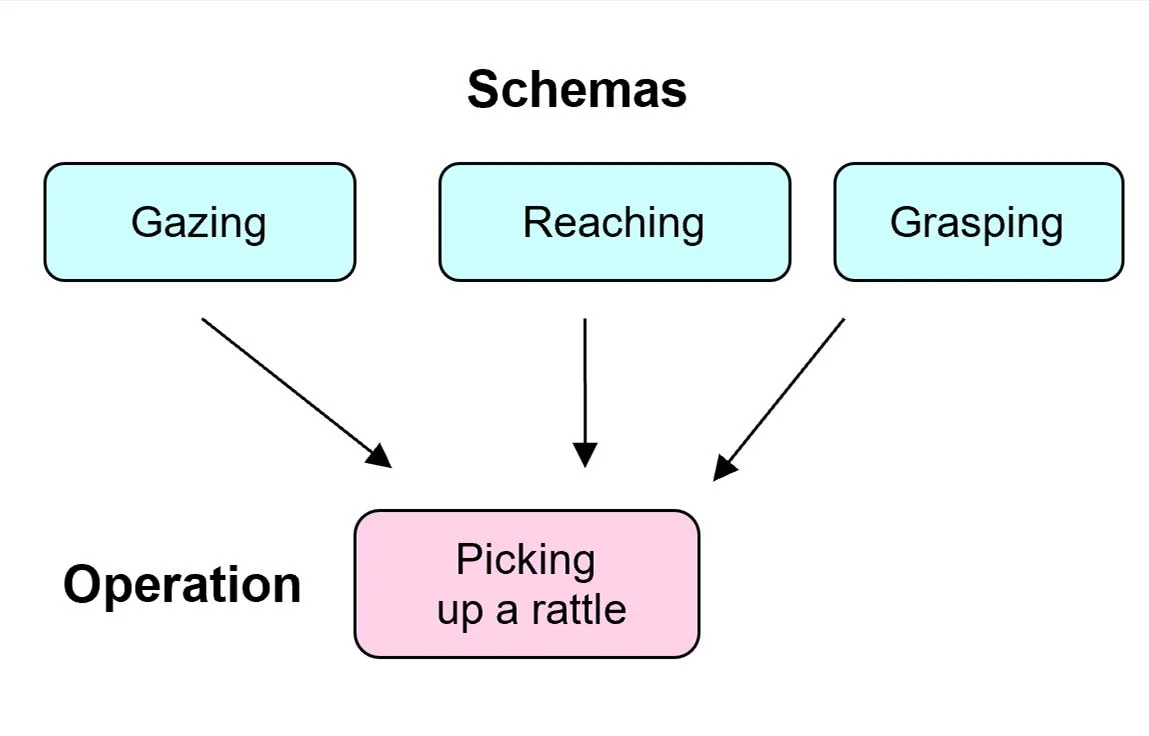 Schemas
Gazing
Reaching
Grasping
Operation
Picking
up a rattle